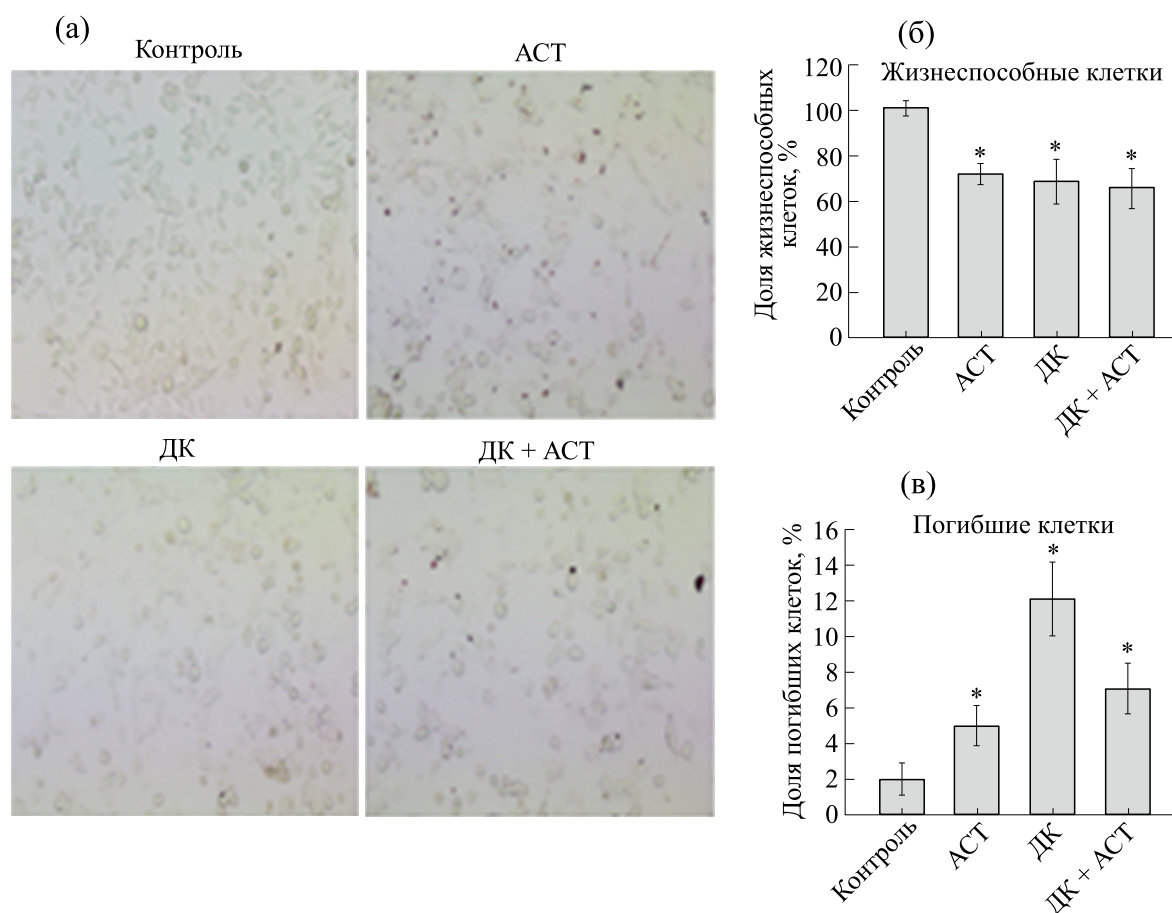 (а)
Контроль
АСТ
ДК
ДК + АСТ
(б)
Жизнеспособные клетки
Доля жизнеспособных
клеток, %
120
100
80
60
40
20
0
*
*
*
Контроль
АСТ
ДК
ДК + АСТ
(в)
Погибшие клетки
Доля погибших клеток, %
16
14
12
10
8
6
4
2
0
*
*
*
Контроль
АСТ
ДК
ДК + АСТ